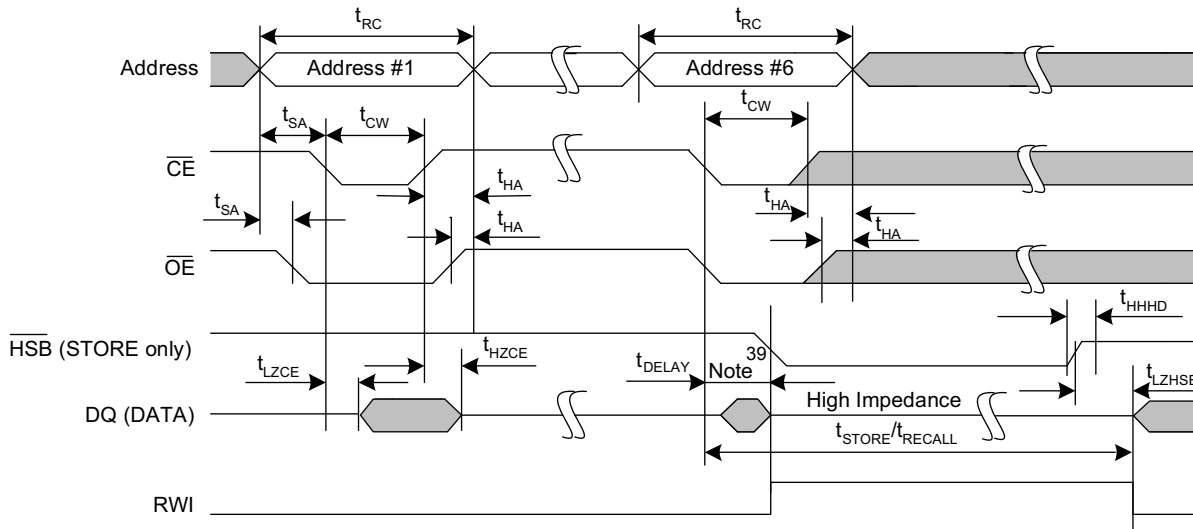 tRC
tRC
Address
Address #1
Address #6
tSA
tCW
tCW
CE
tHA
tHA
tSA
tHA
tHA
OE
tHHHD
HSB (STORE only)
tHZCE
tLZCE
tDELAY
Note 39
tLZHSB
DQ (DATA)
High Impedance
tSTORE/tRECALL
RWI